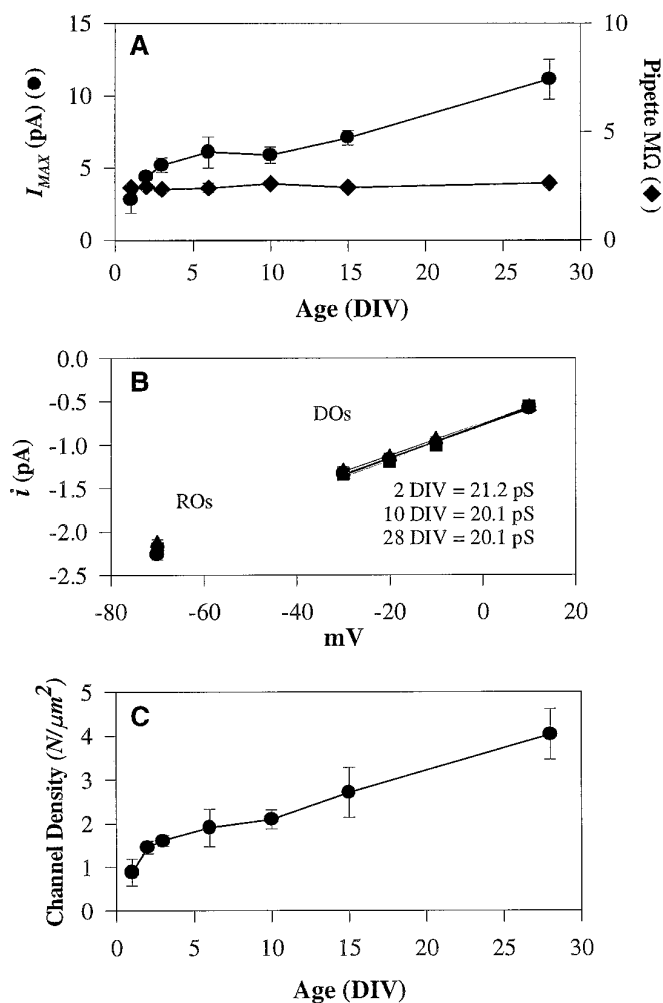 A
15
10
5
0
I_MAX (pA) (●)
10
5
0
Pipette MΩ (◆)
0 5 10 15 20 25 30
Age (DIV)
B
0.0
-0.5
-1.0
-1.5
-2.0
-2.5
i (pA)
DOs
ROs
2 DIV = 21.2 pS
10 DIV = 20.1 pS
28 DIV = 20.1 pS
-80 -60 -40 -20 0 20
mV
C
5
4
3
2
1
0
Channel Density (N/μm²)
0 5 10 15 20 25 30
Age (DIV)